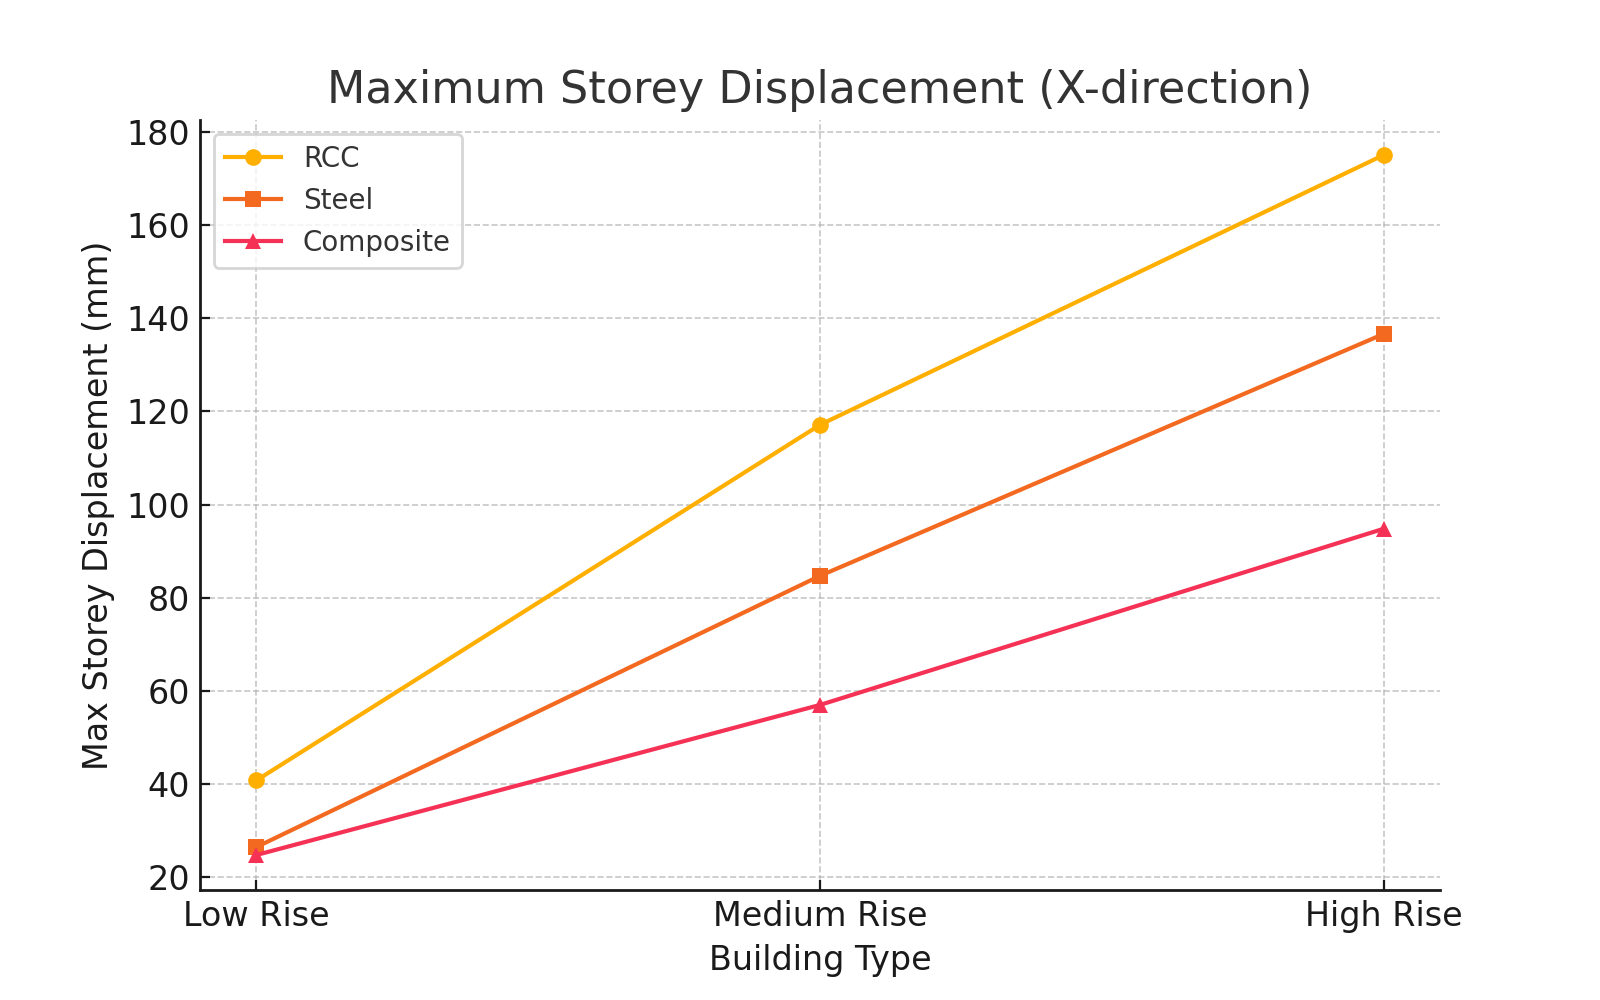 Maximum Storey Displacement (X-direction)
RCC
Steel
Composite
Max Storey Displacement (mm)
180
160
140
120
100
80
60
40
20
Low Rise Medium Rise High Rise
Building Type